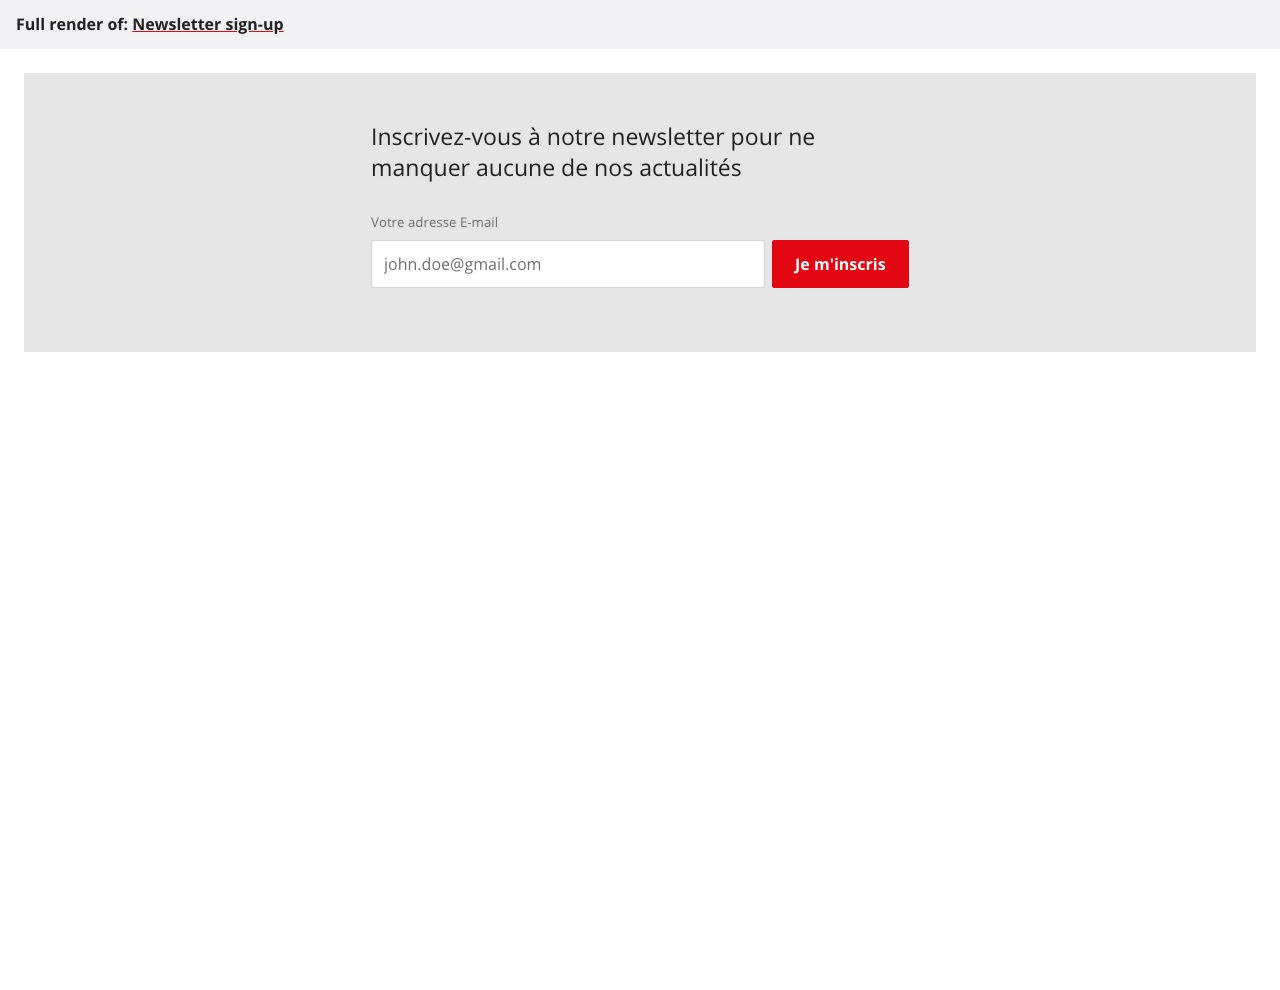 Full render of: Newsletter sign-up
Inscrivez-vous à notre newsletter pour ne
manquer aucune de nos actualités
Votre adresse E-mail
john.doe@gmail.com
Je m'inscris